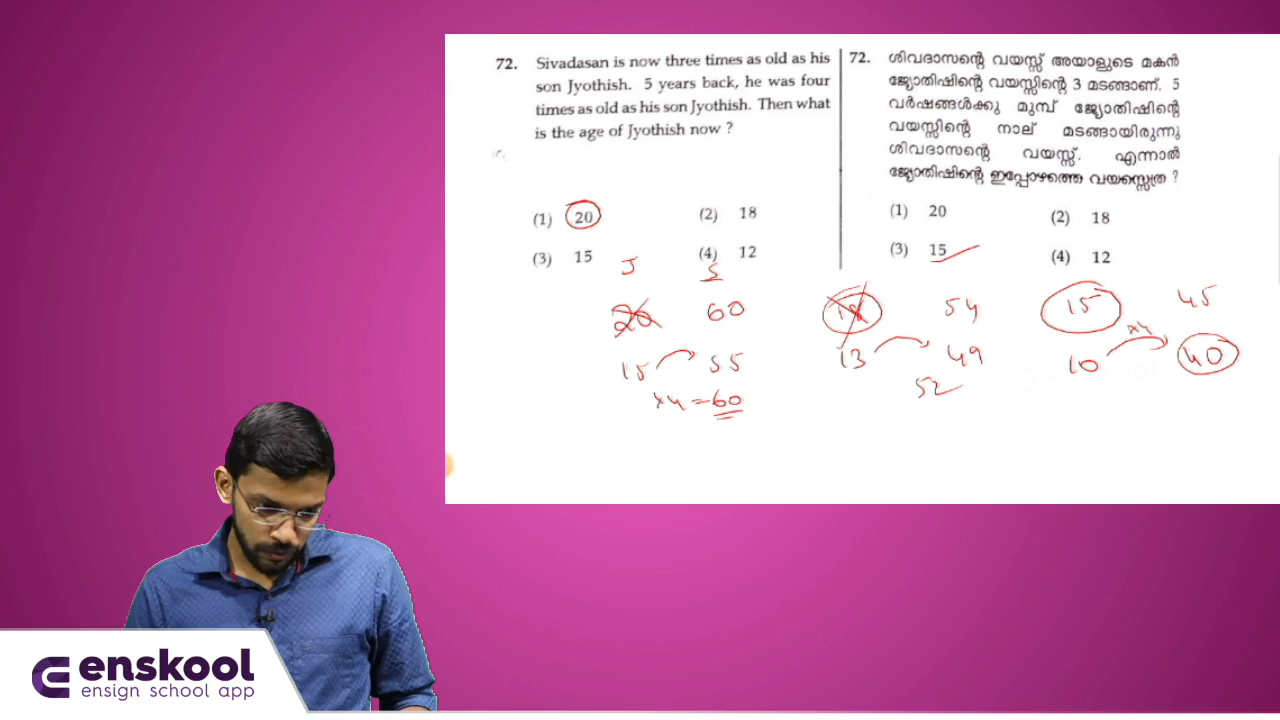 72. Sivadasan is now three times as old as his
son Jyothish. 5 years back, he was four
times as old as his son Jyothish. Then what
is the age of Jyothish now ?
(1) 20 (2) 18
(3) 15 (4) 12
72. ശിവദാസന്റെ വയസ്സ് അയാളുടെ മകൻ
ജ്യോതിഷിന്റെ വയസ്സിന്റെ 3 മടങ്ങാണ്. 5
വർഷങ്ങൾക്കു മുമ്പ് ജ്യോതിഷിന്റെ
വയസ്സിന്റെ നാല് മടങ്ങായിരുന്നു
ശിവദാസന്റെ വയസ്സ്. എന്നാൽ
ജ്യോതിഷിന്റെ ഇപ്പോഴത്തെ വയസ്സെത്ര ?
(1) 20 (2) 18
(3) 15 (4) 12
J S
20 60
15 55
×4 = 60
18 54
13 49
52
15 45
×4
10 40
enskool
ensign school app